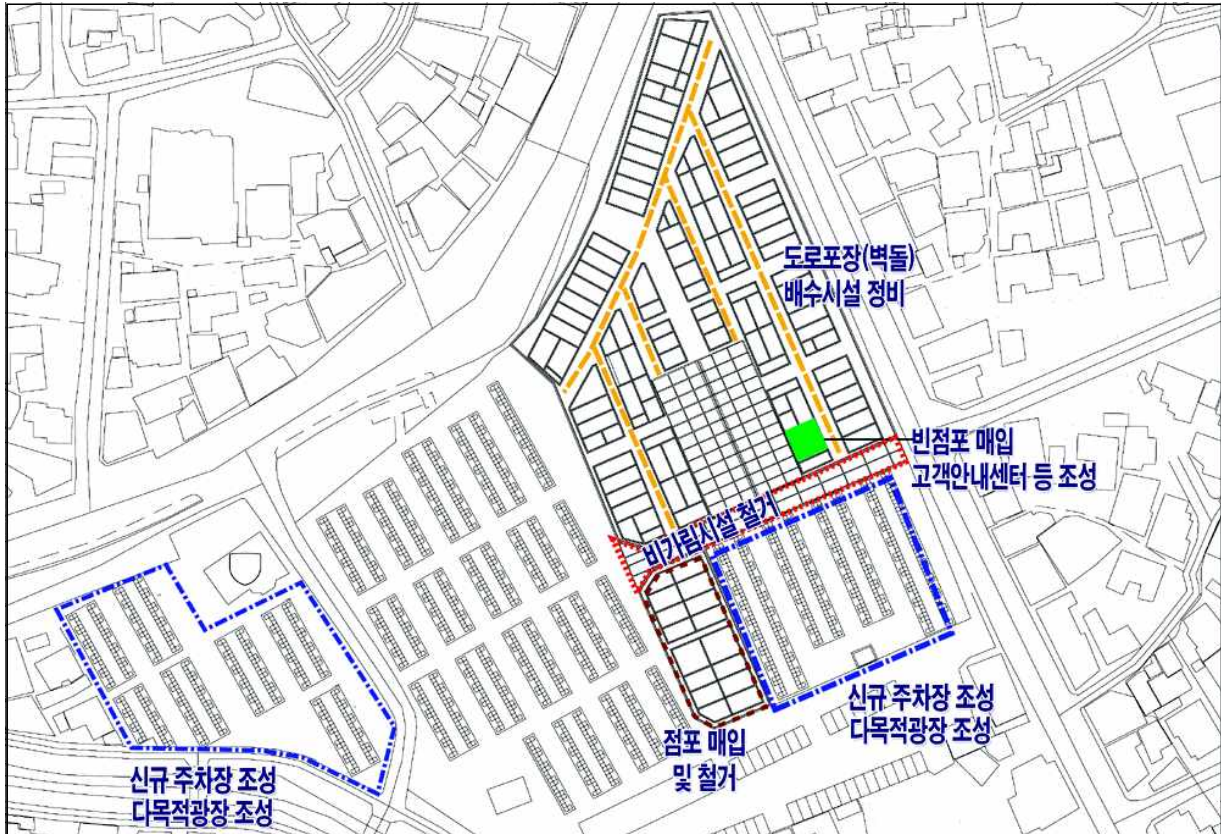 도로포장(벽돌)
배수시설 정비
빈점포 매입
고객안내센터 등 조성
비가림시설 철거
신규 주차장 조성
다목적광장 조성
점포 매입
및 철거
신규 주차장 조성
다목적광장 조성